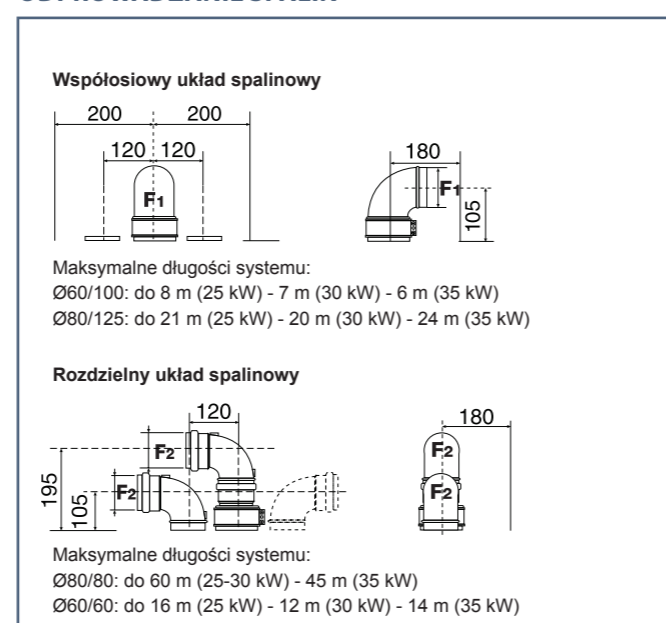 Współosiowy układ spalinowy
200 200
120 120 180
F1 F1
105
Maksymalne długości systemu:
Ø60/100: do 8 m (25 kW) - 7 m (30 kW) - 6 m (35 kW)
Ø80/125: do 21 m (25 kW) - 20 m (30 kW) - 24 m (35 kW)
Rozdzielny układ spalinowy
120 180
F2 F2
195 105 F2 F2
Maksymalne długości systemu:
Ø80/80: do 60 m (25-30 kW) - 45 m (35 kW)
Ø60/60: do 16 m (25 kW) - 12 m (30 kW) - 14 m (35 kW)